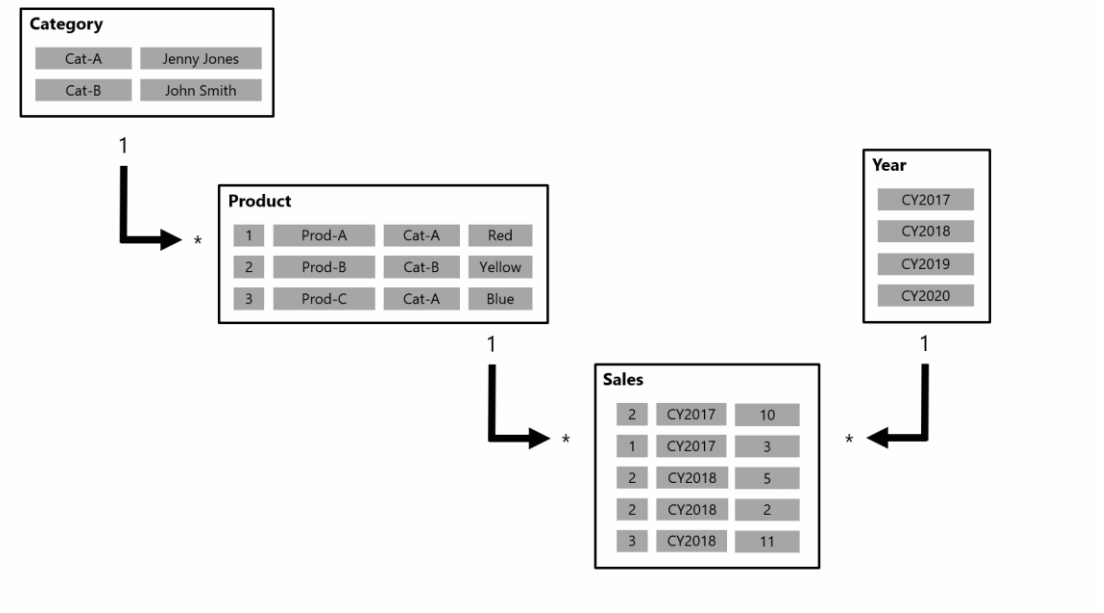 Category
Cat-A Jenny Jones
Cat-B John Smith
1
*
Product
1 Prod-A Cat-A Red
2 Prod-B Cat-B Yellow
3 Prod-C Cat-A Blue
Year
CY2017
CY2018
CY2019
CY2020
1
1
*
*
Sales
2 CY2017 10
1 CY2017 3
2 CY2018 5
2 CY2018 2
3 CY2018 11